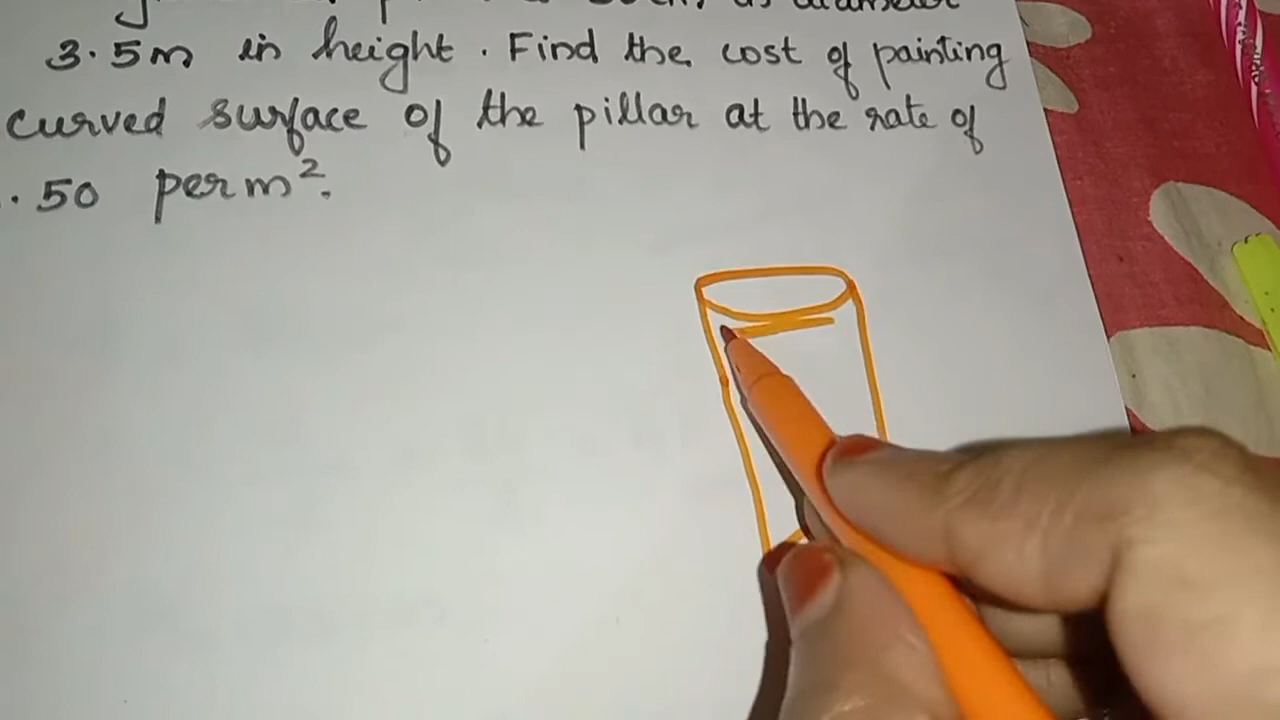 3.5m in height. Find the cost of painting
curved surface of the pillar at the rate of
.50 per m².